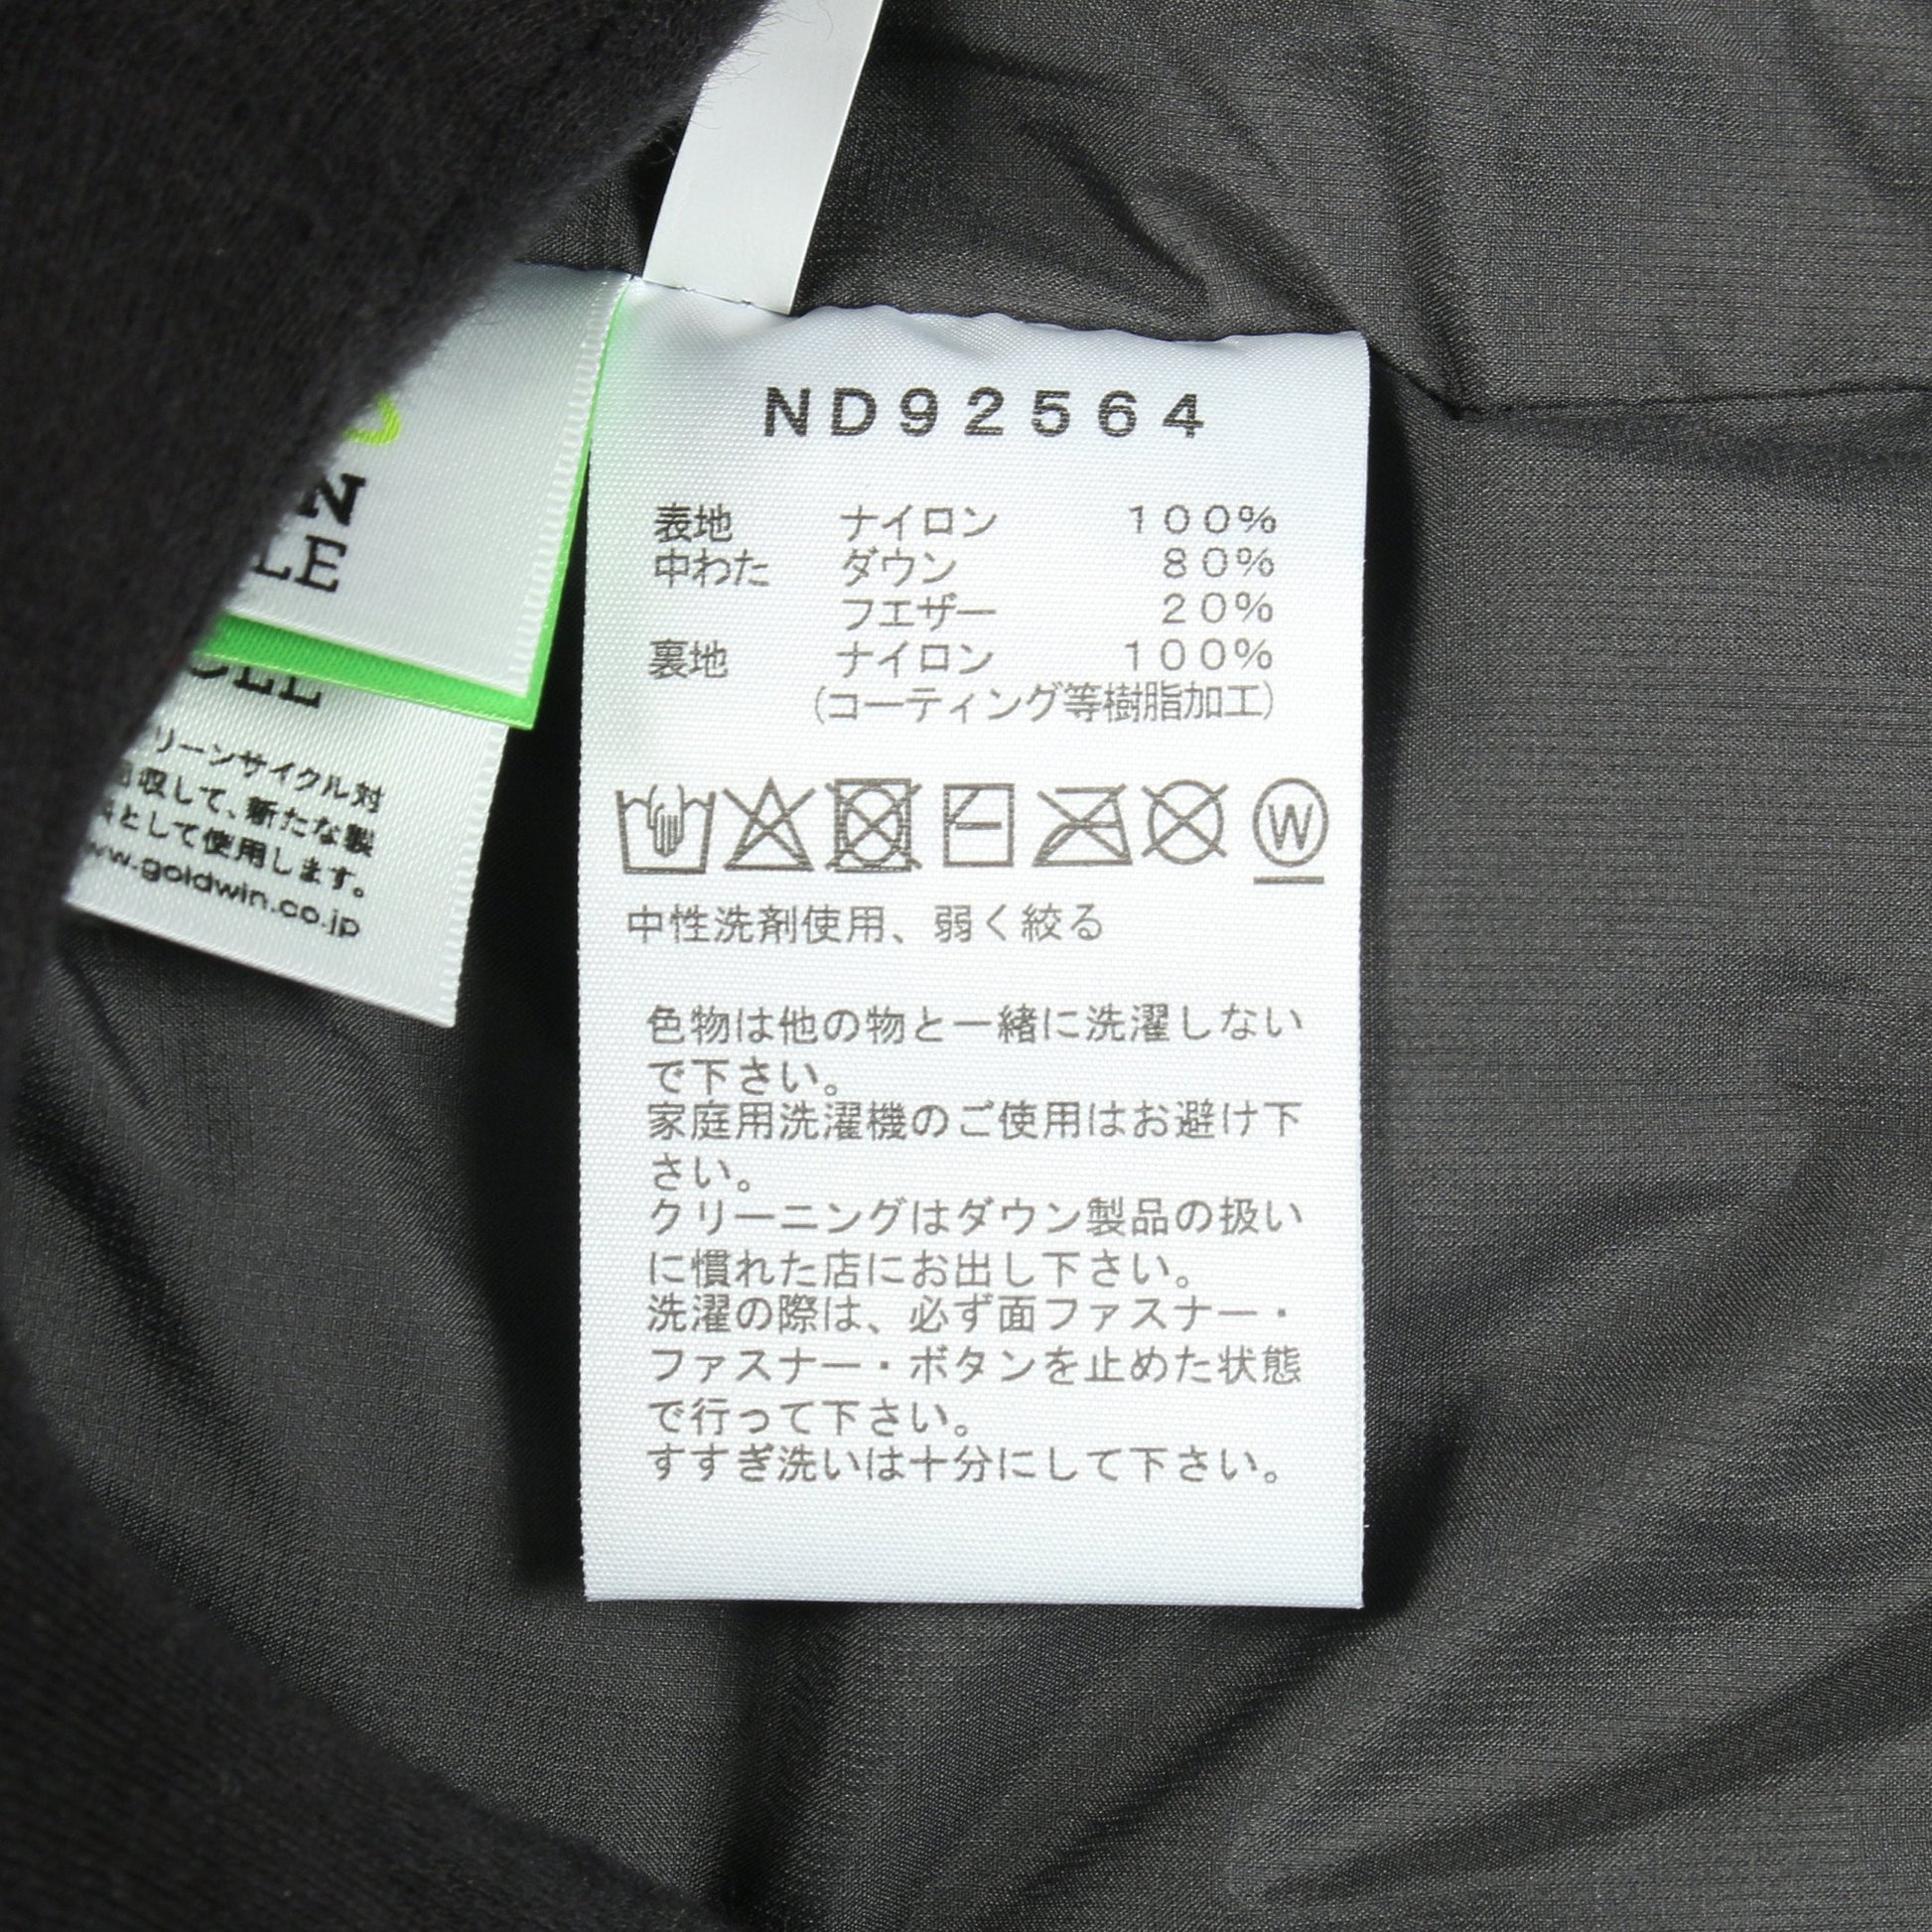 ND92564
表地 ナイロン 100%
中わた ダウン 80%
フェザー 20%
裏地 ナイロン 100%
(コーティング等樹脂加工)
W
中性洗剤使用、弱く絞る
色物は他の物と一緒に洗濯しない
で下さい。
家庭用洗濯機のご使用はお避け下
さい。
クリーニングはダウン製品の扱い
に慣れた店にお出し下さい。
洗濯の際は、必ず面ファスナー・
ファスナー・ボタンを止めた状態
で行って下さい。
すすぎ洗いは十分にして下さい。
N
LE
リーンサイクル対
回収して、新たな製
として使用します。
www.goldwin.co.jp